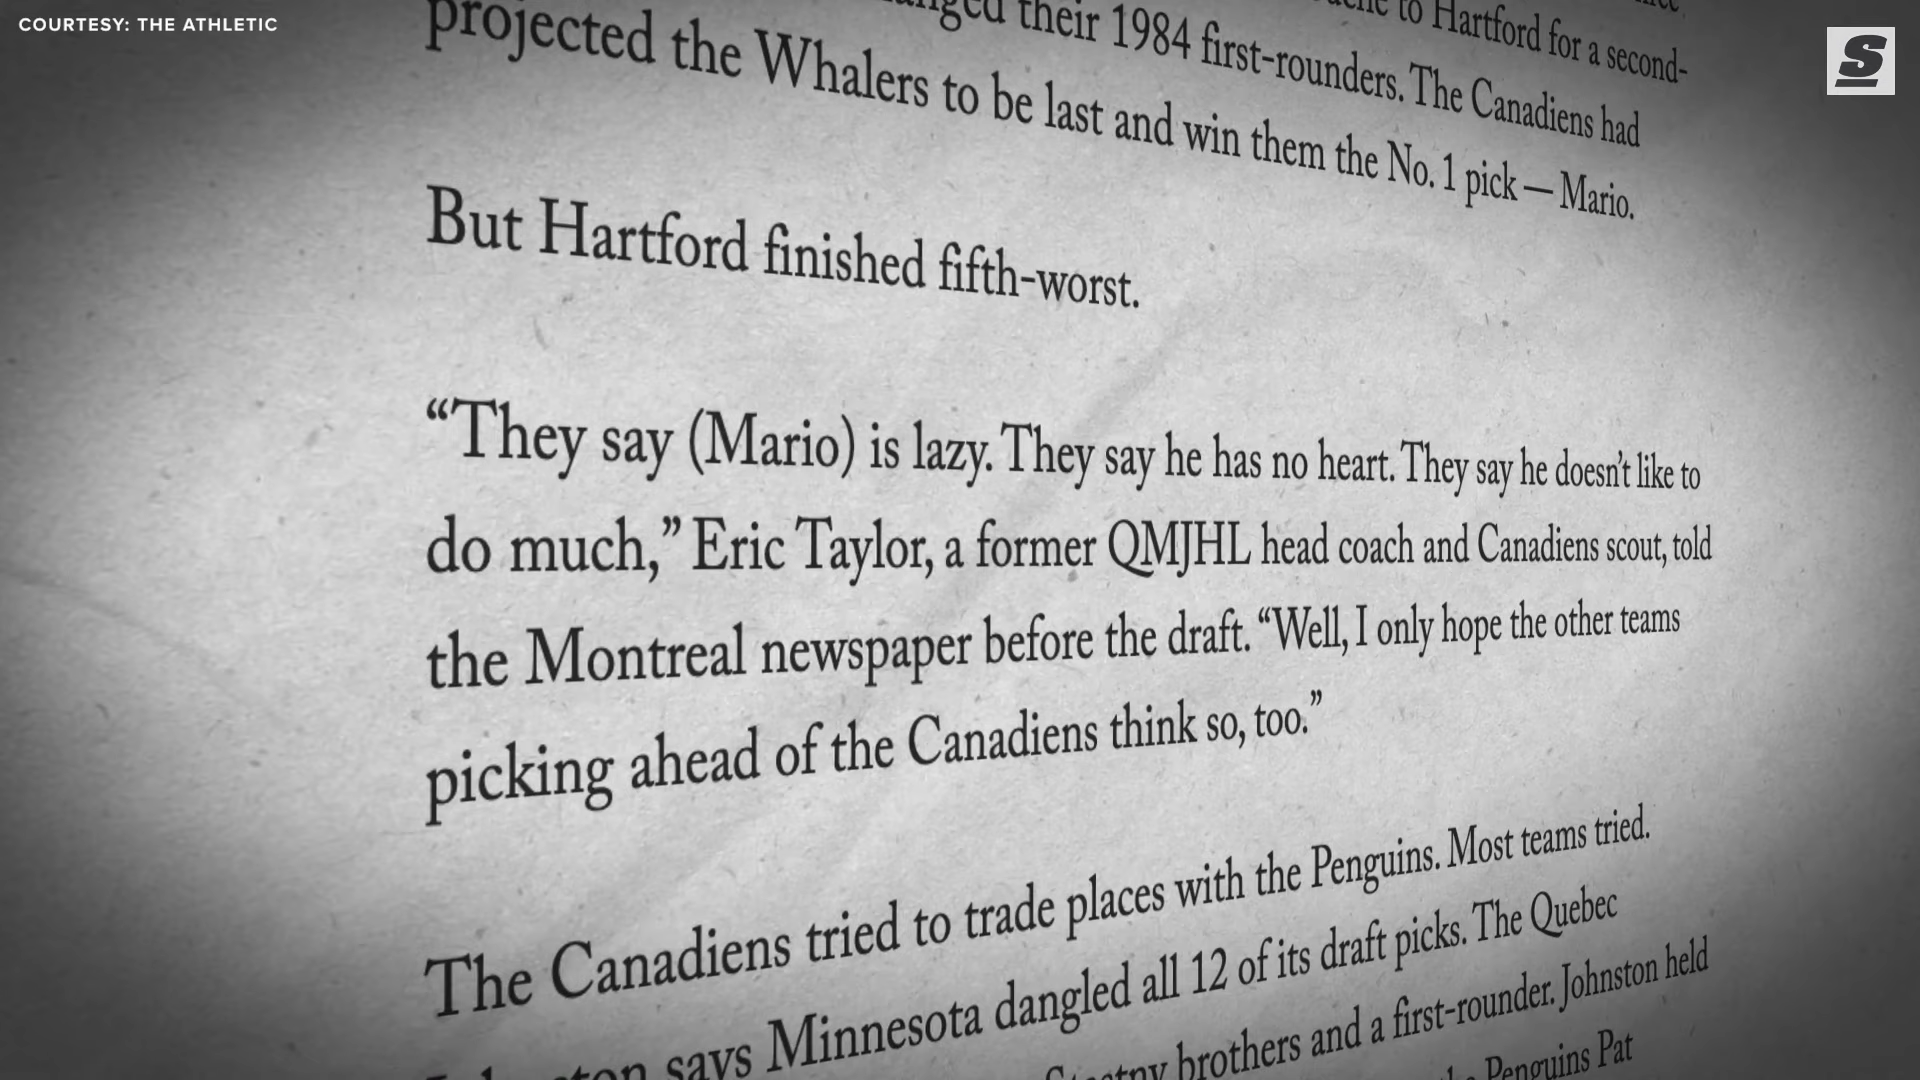 COURTESY: THE ATHLETIC
S
to Hartford for a second-
their 1984 first-rounders. The Canadiens had
projected the Whalers to be last and win them the No. 1 pick — Mario.
But Hartford finished fifth-worst.
“They say (Mario) is lazy. They say he has no heart. They say he doesn’t like to
do much,” Eric Taylor, a former QMJHL head coach and Canadiens scout, told
the Montreal newspaper before the draft. “Well, I only hope the other teams
picking ahead of the Canadiens think so, too.”
The Canadiens tried to trade places with the Penguins. Most teams tried.
says Minnesota dangled all 12 of its draft picks. The Quebec
brothers and a first-rounder. Johnston held
Penguins Pat